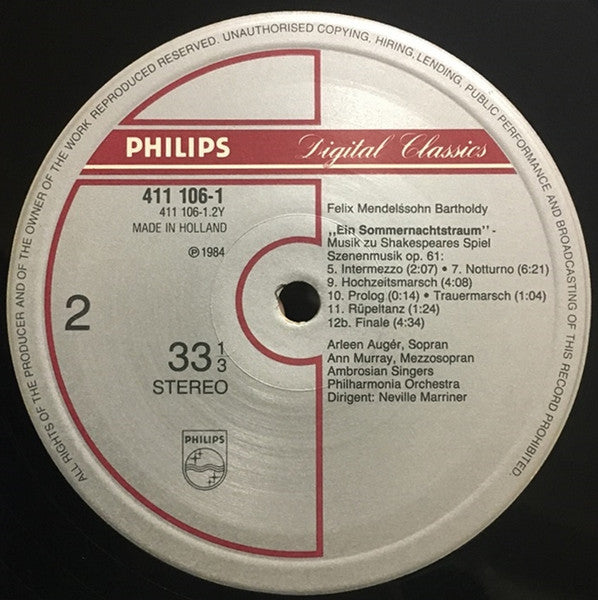 ALL RIGHTS OF THE PRODUCER AND OF THE OWNER OF THE WORK REPRODUCED RESERVED. UNAUTHORISED COPYING, HIRING, LENDING, PUBLIC PERFORMANCE AND BROADCASTING OF THIS RECORD PROHIBITED.
PHILIPS Digital Classics
411 106-1
411 106-1.2Y
MADE IN HOLLAND
℗ 1984
2
33 1/3
STEREO
PHILIPS
Felix Mendelssohn Bartholdy
„Ein Sommernachtstraum" -
Musik zu Shakespeares Spiel
Szenenmusik op. 61:
5. Intermezzo (2:07) • 7. Notturno (6:21)
9. Hochzeitsmarsch (4:08)
10. Prolog (0:14) • Trauermarsch (1:04)
11. Rüpeltanz (1:24)
12b. Finale (4:34)
Arleen Augér, Sopran
Ann Murray, Mezzosopran
Ambrosian Singers
Philharmonia Orchestra
Dirigent: Neville Marriner